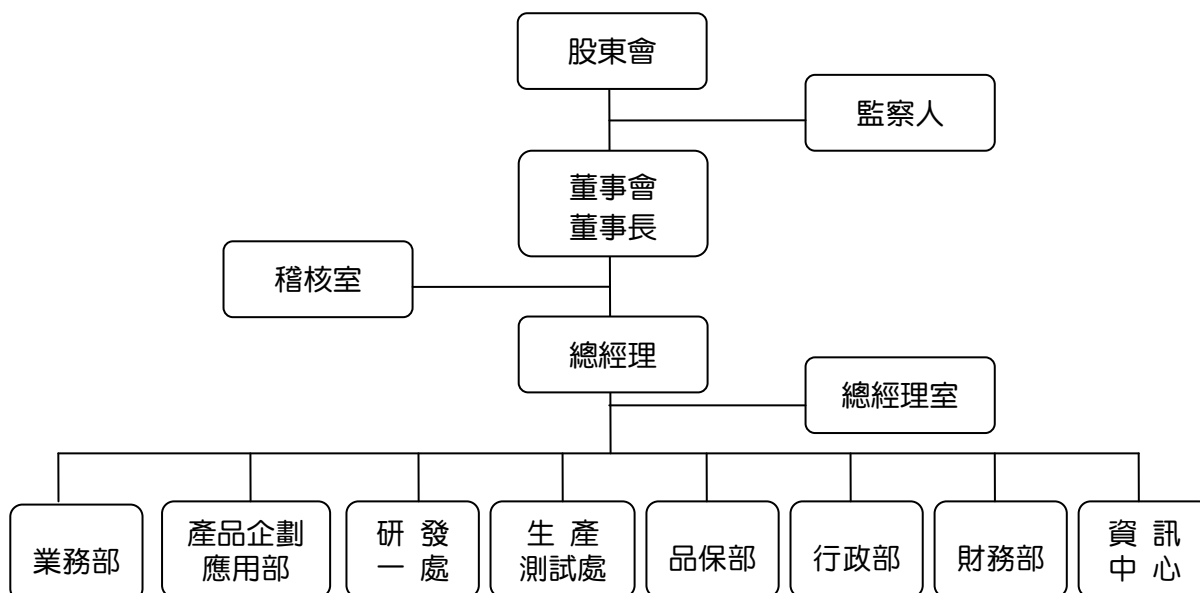 股東會
監察人
董事會
董事長
稽核室
總經理
總經理室
業務部
產品企劃
應用部
研 發
一 處
生 產
測試處
品保部
行政部
財務部
資 訊
中 心